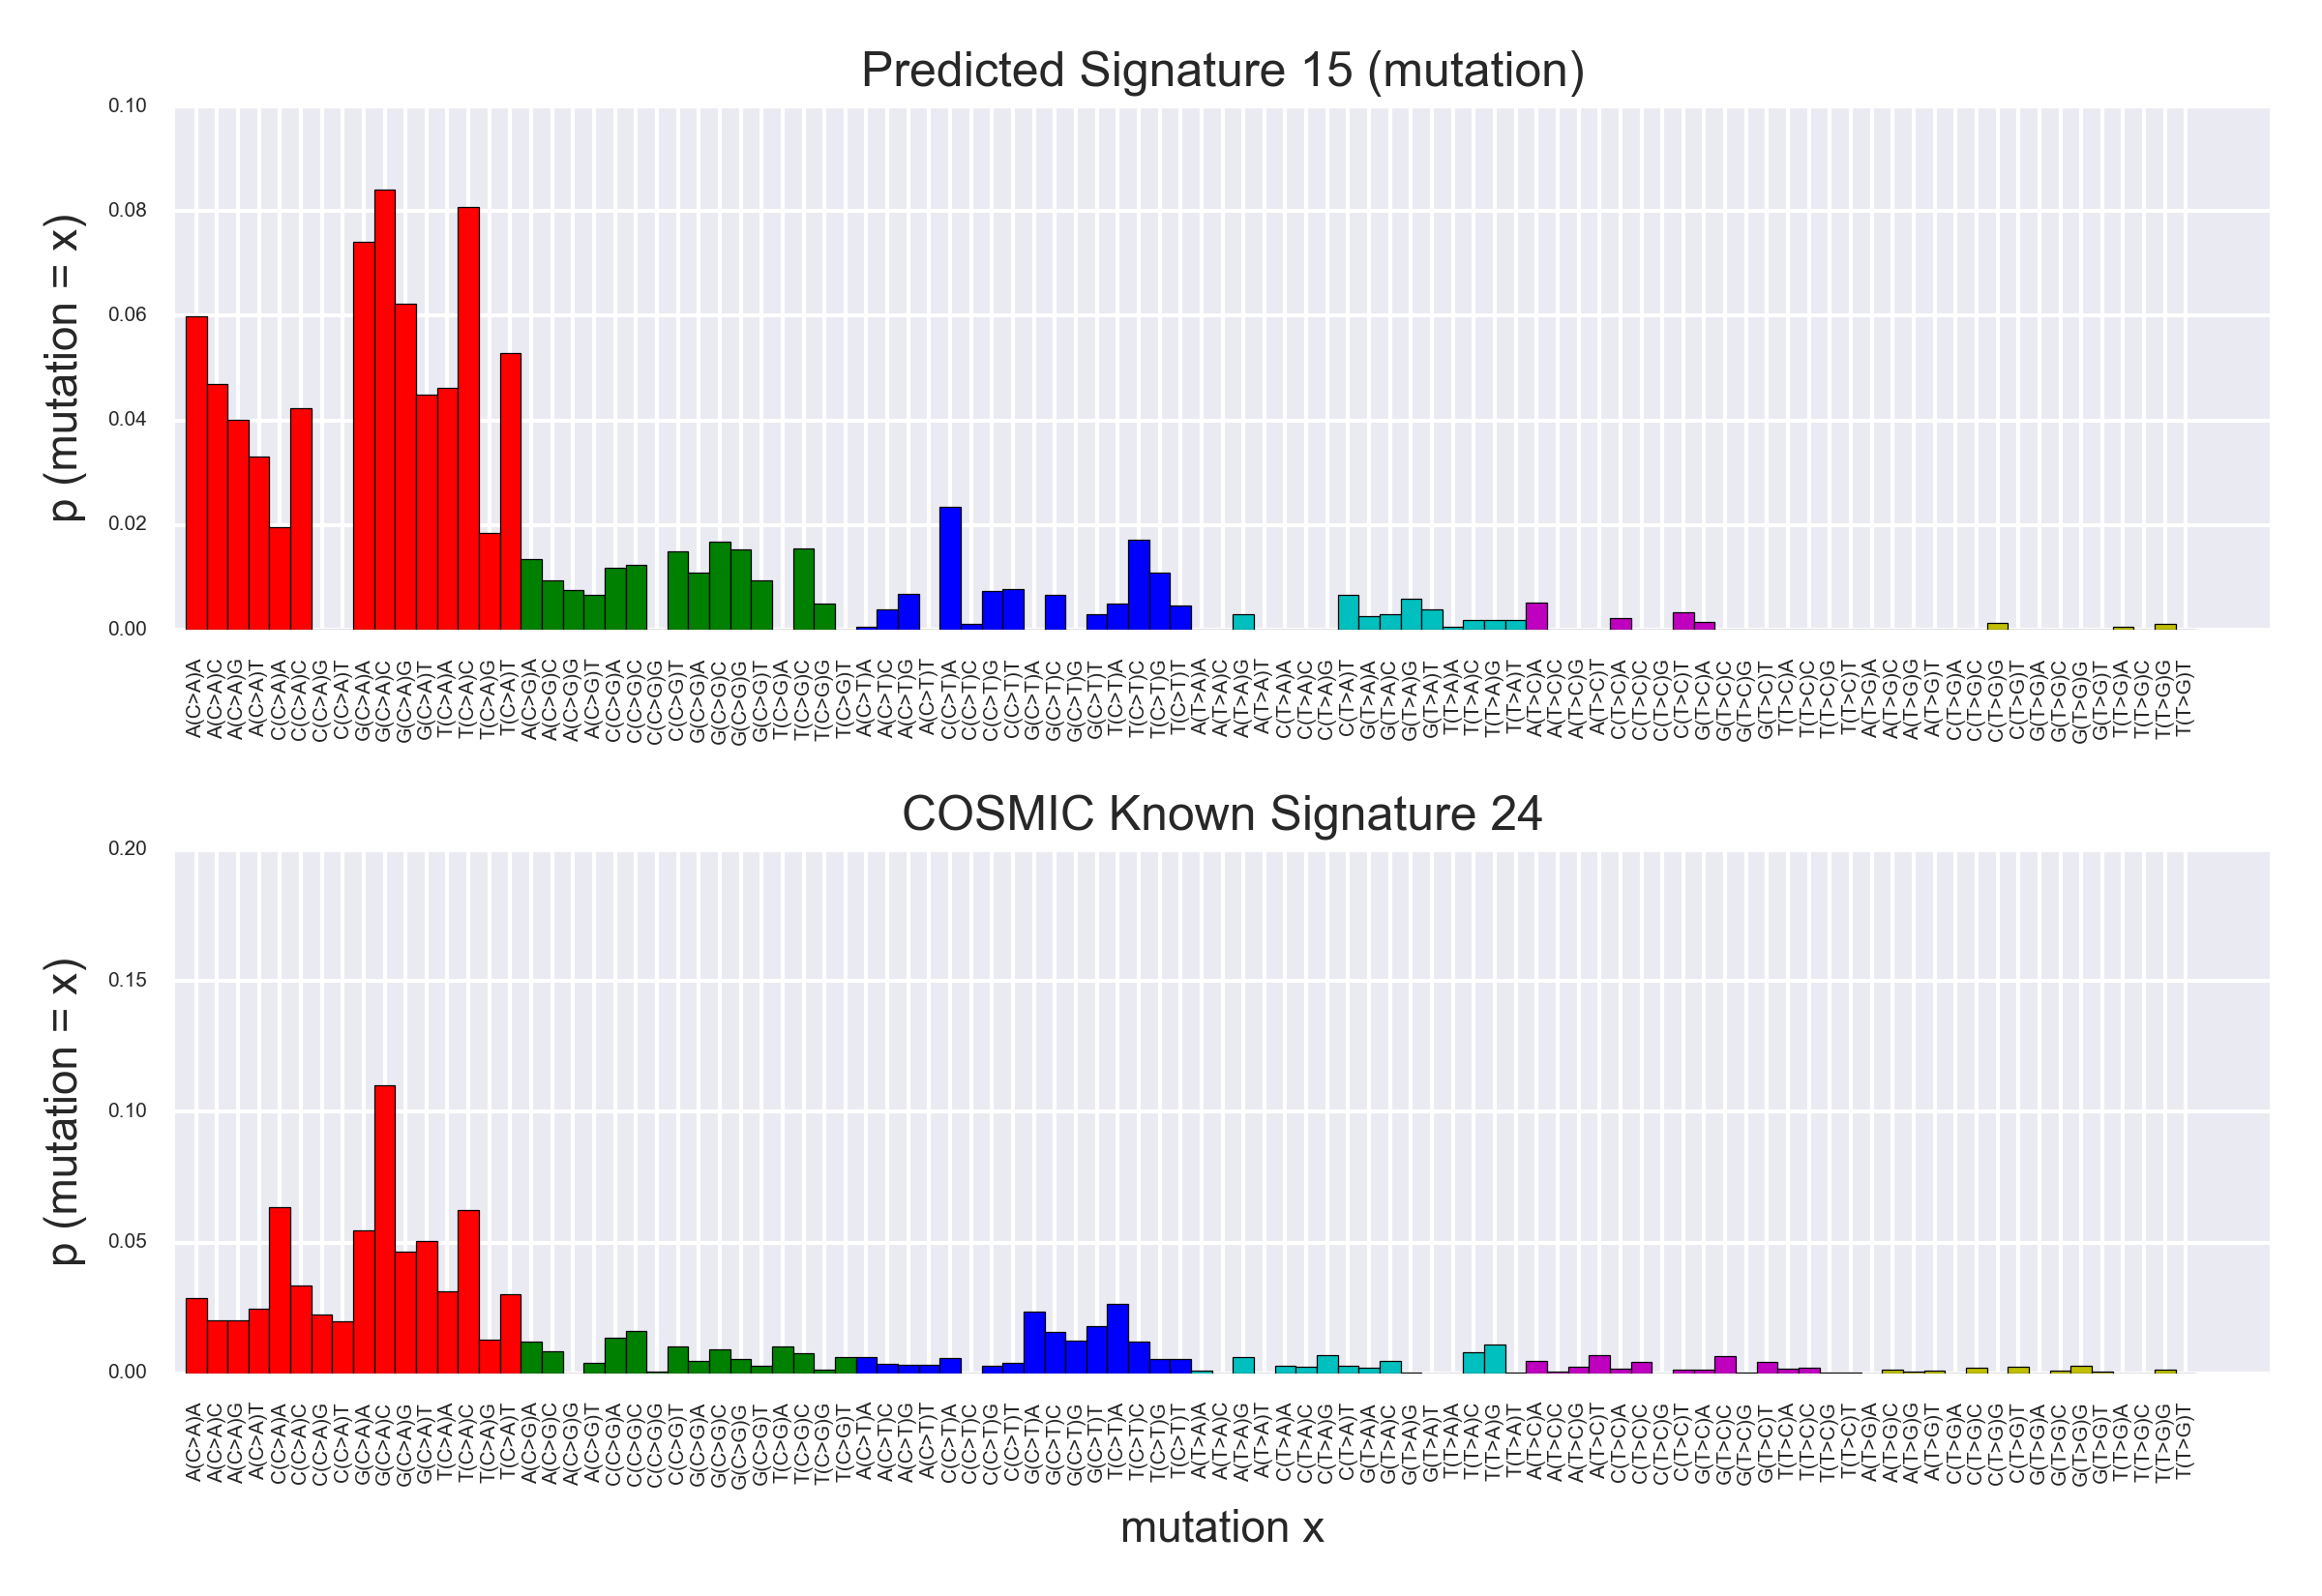 Predicted Signature 15 (mutation)
p (mutation = x)
0.10
0.08
0.06
0.04
0.02
0.00
A(C>A)A A(C>A)C A(C>A)G A(C>A)T C(C>A)A C(C>A)C C(C>A)G C(C>A)T G(C>A)A G(C>A)C G(C>A)G G(C>A)T T(C>A)A T(C>A)C T(C>A)G T(C>A)T A(C>G)A A(C>G)C A(C>G)G A(C>G)T C(C>G)A C(C>G)C C(C>G)G C(C>G)T G(C>G)A G(C>G)C G(C>G)G G(C>G)T T(C>G)A T(C>G)C T(C>G)G T(C>G)T A(C>T)A A(C>T)C A(C>T)G A(C>T)T C(C>T)A C(C>T)C C(C>T)G C(C>T)T G(C>T)A G(C>T)C G(C>T)G G(C>T)T T(C>T)A T(C>T)C T(C>T)G T(C>T)T A(T>A)A A(T>A)C A(T>A)G A(T>A)T C(T>A)A C(T>A)C C(T>A)G C(T>A)T G(T>A)A G(T>A)C G(T>A)G G(T>A)T T(T>A)A T(T>A)C T(T>A)G T(T>A)T A(T>C)A A(T>C)C A(T>C)G A(T>C)T C(T>C)A C(T>C)C C(T>C)G C(T>C)T G(T>C)A G(T>C)C G(T>C)G G(T>C)T T(T>C)A T(T>C)C T(T>C)G T(T>C)T A(T>G)A A(T>G)C A(T>G)G A(T>G)T C(T>G)A C(T>G)C C(T>G)G C(T>G)T G(T>G)A G(T>G)C G(T>G)G G(T>G)T T(T>G)A T(T>G)C T(T>G)G T(T>G)T
COSMIC Known Signature 24
p (mutation = x)
0.20
0.15
0.10
0.05
0.00
A(C>A)A A(C>A)C A(C>A)G A(C>A)T C(C>A)A C(C>A)C C(C>A)G C(C>A)T G(C>A)A G(C>A)C G(C>A)G G(C>A)T T(C>A)A T(C>A)C T(C>A)G T(C>A)T A(C>G)A A(C>G)C A(C>G)G A(C>G)T C(C>G)A C(C>G)C C(C>G)G C(C>G)T G(C>G)A G(C>G)C G(C>G)G G(C>G)T T(C>G)A T(C>G)C T(C>G)G T(C>G)T A(C>T)A A(C>T)C A(C>T)G A(C>T)T C(C>T)A C(C>T)C C(C>T)G C(C>T)T G(C>T)A G(C>T)C G(C>T)G G(C>T)T T(C>T)A T(C>T)C T(C>T)G T(C>T)T A(T>A)A A(T>A)C A(T>A)G A(T>A)T C(T>A)A C(T>A)C C(T>A)G C(T>A)T G(T>A)A G(T>A)C G(T>A)G G(T>A)T T(T>A)A T(T>A)C T(T>A)G T(T>A)T A(T>C)A A(T>C)C A(T>C)G A(T>C)T C(T>C)A C(T>C)C C(T>C)G C(T>C)T G(T>C)A G(T>C)C G(T>C)G G(T>C)T T(T>C)A T(T>C)C T(T>C)G T(T>C)T A(T>G)A A(T>G)C A(T>G)G A(T>G)T C(T>G)A C(T>G)C C(T>G)G C(T>G)T G(T>G)A G(T>G)C G(T>G)G G(T>G)T T(T>G)A T(T>G)C T(T>G)G T(T>G)T
mutation x